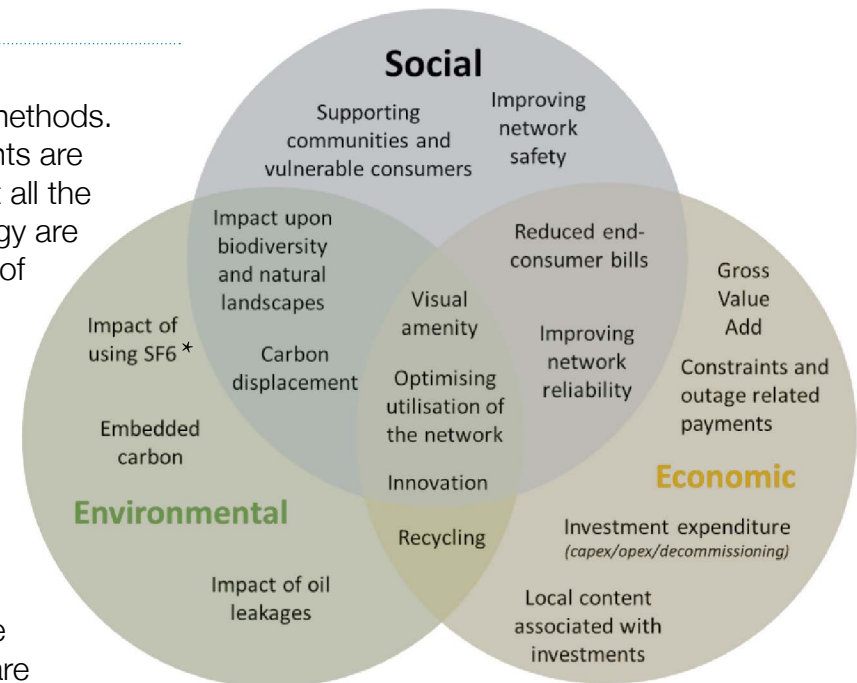 nethods.
nts are
t all the
gy are
of
e
are
Social
Supporting
communities and
vulnerable consumers
Improving
network
safety
Impact upon
biodiversity
and natural
landscapes
Carbon
displacement
Reduced end-
consumer bills
Improving
network
reliability
Visual
amenity
Optimising
utilisation of
the network
Innovation
Recycling
Impact of
using SF6 *
Embedded
carbon
Environmental
Impact of oil
leakages
Gross
Value
Add
Constraints and
outage related
payments
Economic
Investment expenditure
(capex/opex/decommissioning)
Local content
associated with
investments